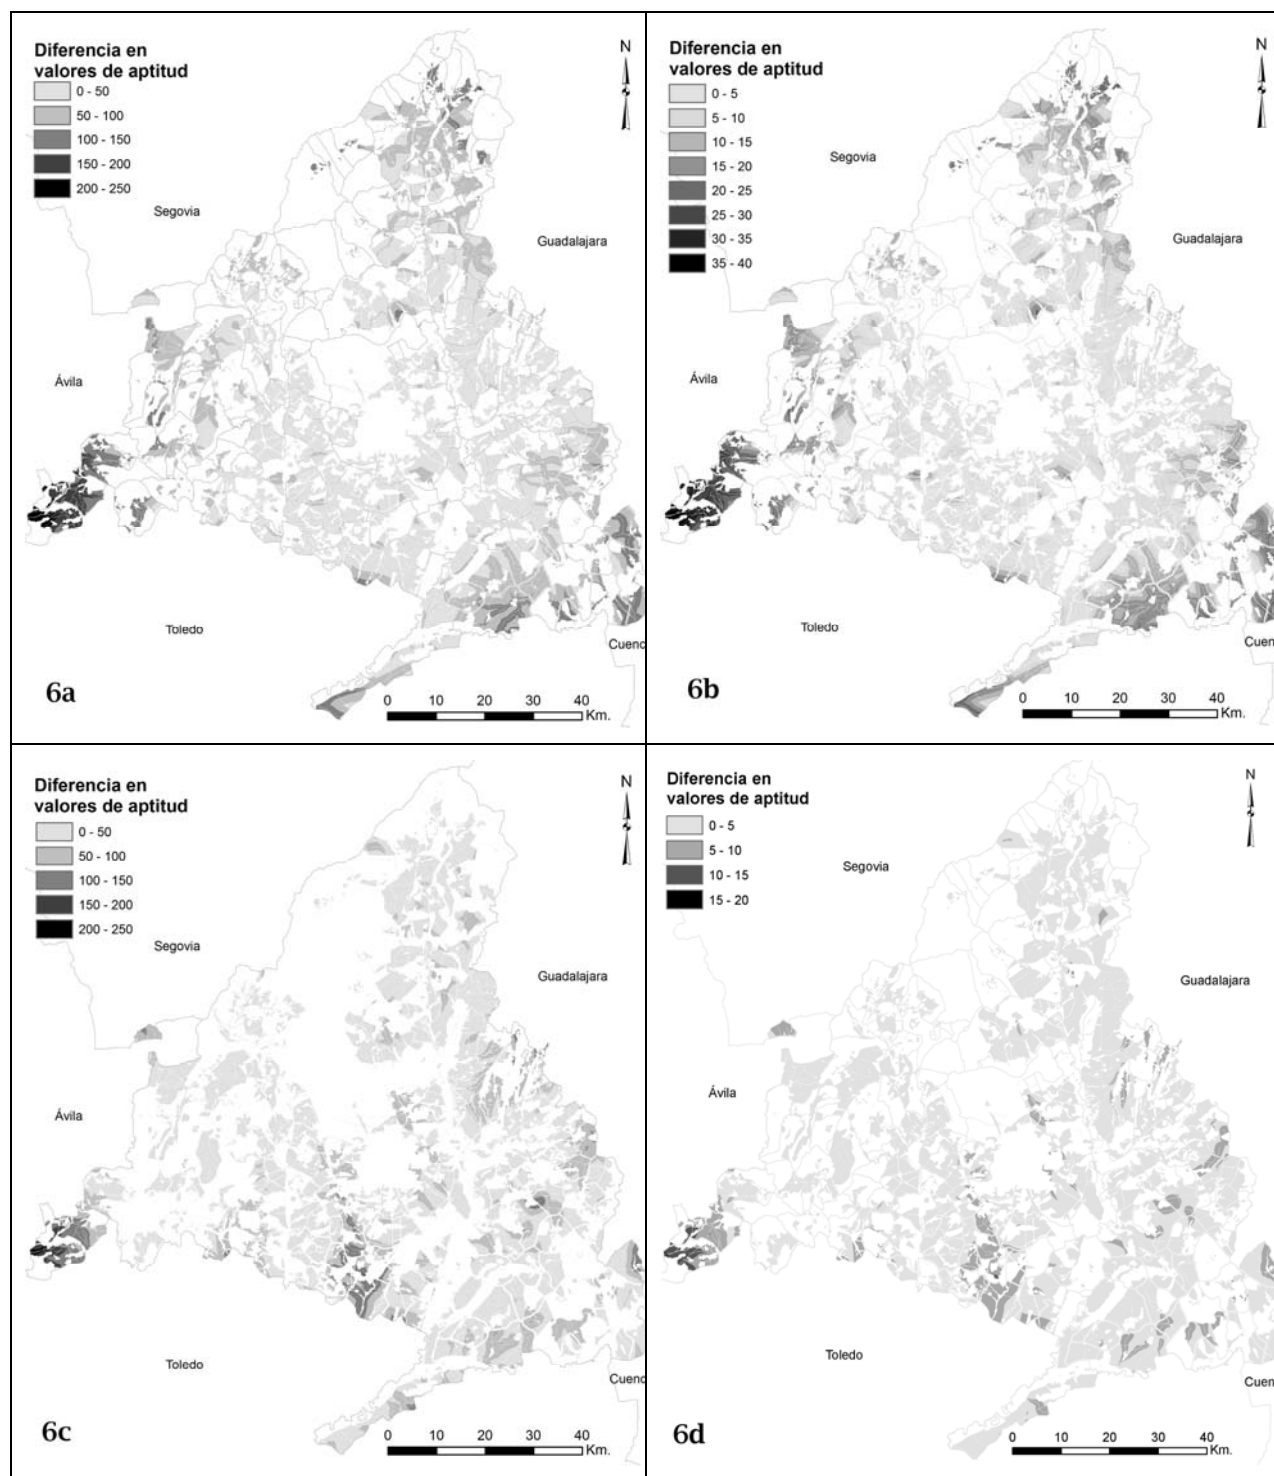 Diferencia en
valores de aptitud
0 - 50
50 - 100
100 - 150
150 - 200
200 - 250
N
Segovia
Guadalajara
Ávila
Toledo
Cuenc
6a
0 10 20 30 40
Km.
Diferencia en
valores de aptitud
0 - 5
5 - 10
10 - 15
15 - 20
20 - 25
25 - 30
30 - 35
35 - 40
N
Segovia
Guadalajara
Ávila
Toledo
Cuen
6b
0 10 20 30 40
Km.
Diferencia en
valores de aptitud
0 - 50
50 - 100
100 - 150
150 - 200
200 - 250
N
Segovia
Guadalajara
Ávila
Toledo
Cuenc
6c
0 10 20 30 40
Km.
Diferencia en
valores de aptitud
0 - 5
5 - 10
10 - 15
15 - 20
N
Segovia
Guadalajara
Ávila
Toledo
Cuen
6d
0 10 20 30 40
Km.